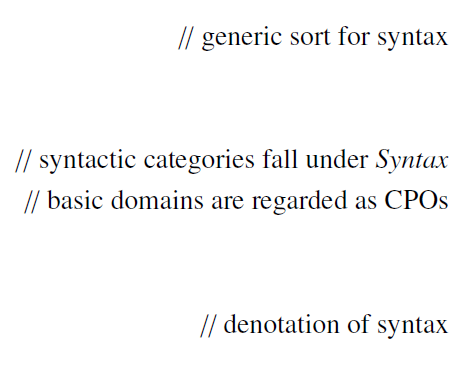 // generic sort for syntax
// syntactic categories fall under Syntax
// basic domains are regarded as CPOs
// denotation of syntax